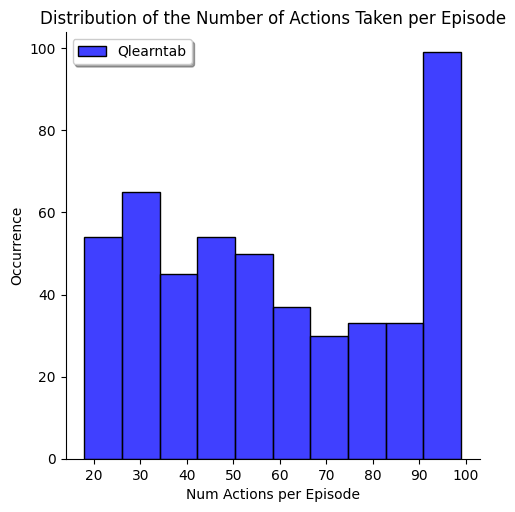 Distribution of the Number of Actions Taken per Episode
Qlearntab
100
80
60
40
20
0
Occurrence
20 30 40 50 60 70 80 90 100
Num Actions per Episode